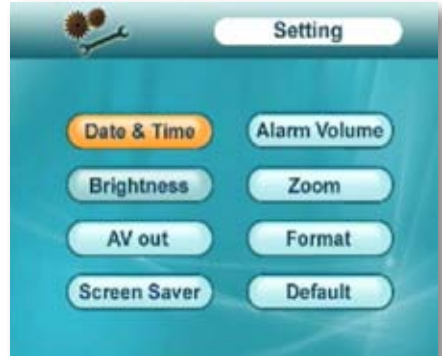 Setting
Date & Time
Alarm Volume
Brightness
Zoom
AV out
Format
Screen Saver
Default